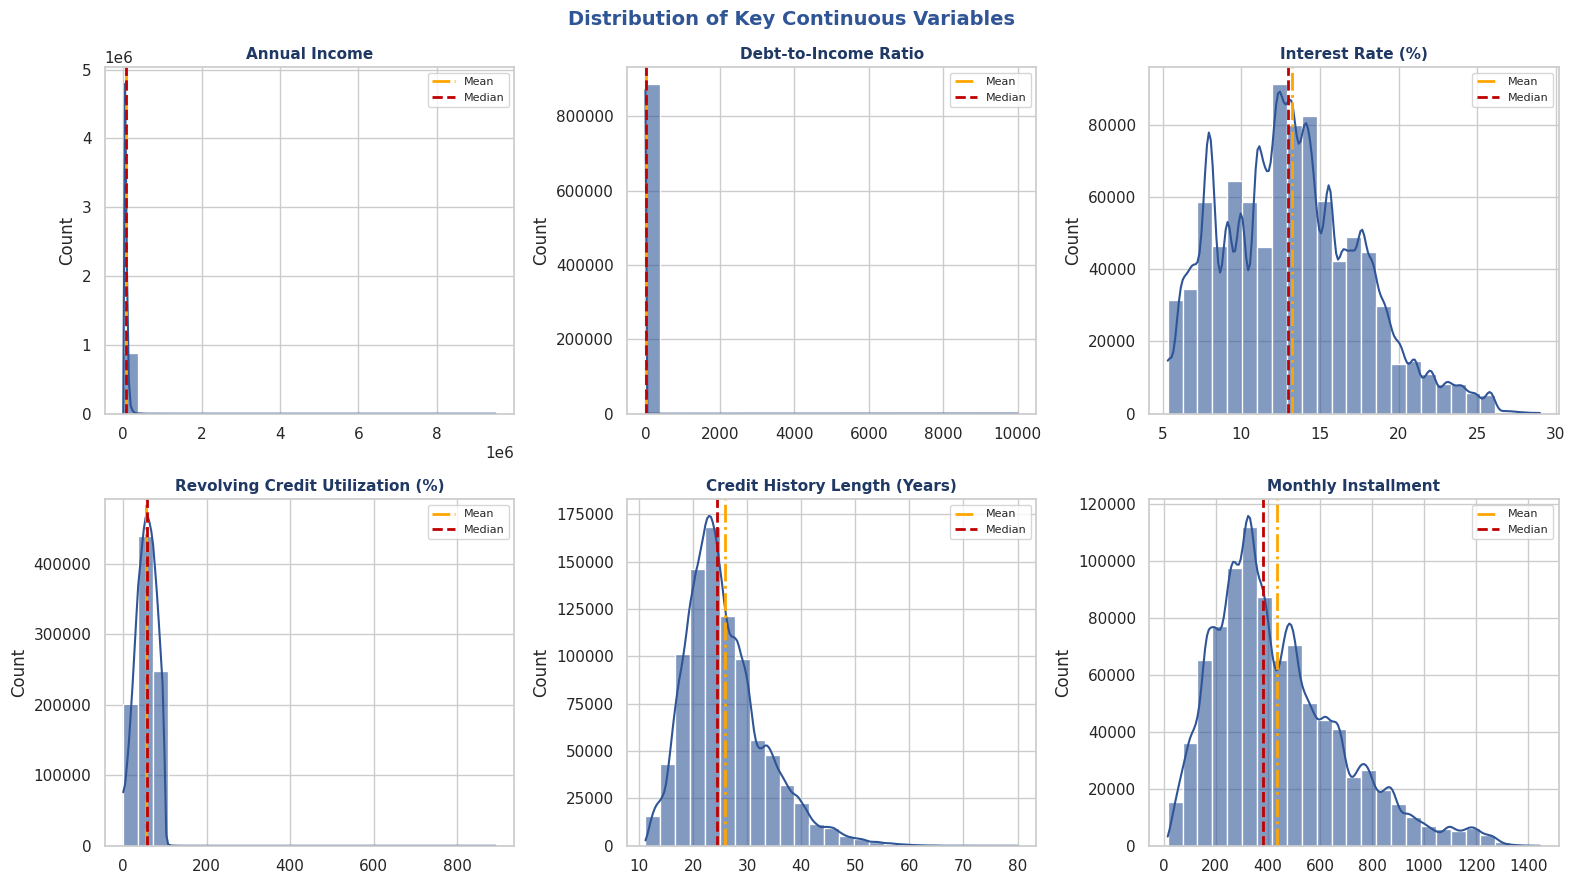 Distribution of Key Continuous Variables
Annual Income
1e6
5
4
3
2
1
0
Count
0 2 4 6 8
1e6
Mean
Median
Debt-to-Income Ratio
800000
600000
400000
200000
0
Count
0 2000 4000 6000 8000 10000
Mean
Median
Interest Rate (%)
80000
60000
40000
20000
0
Count
5 10 15 20 25 30
Mean
Median
Revolving Credit Utilization (%)
400000
300000
200000
100000
0
Count
0 200 400 600 800
Mean
Median
Credit History Length (Years)
175000
150000
125000
100000
75000
50000
25000
0
Count
10 20 30 40 50 60 70 80
Mean
Median
Monthly Installment
120000
100000
80000
60000
40000
20000
0
Count
0 200 400 600 800 1000 1200 1400
Mean
Median